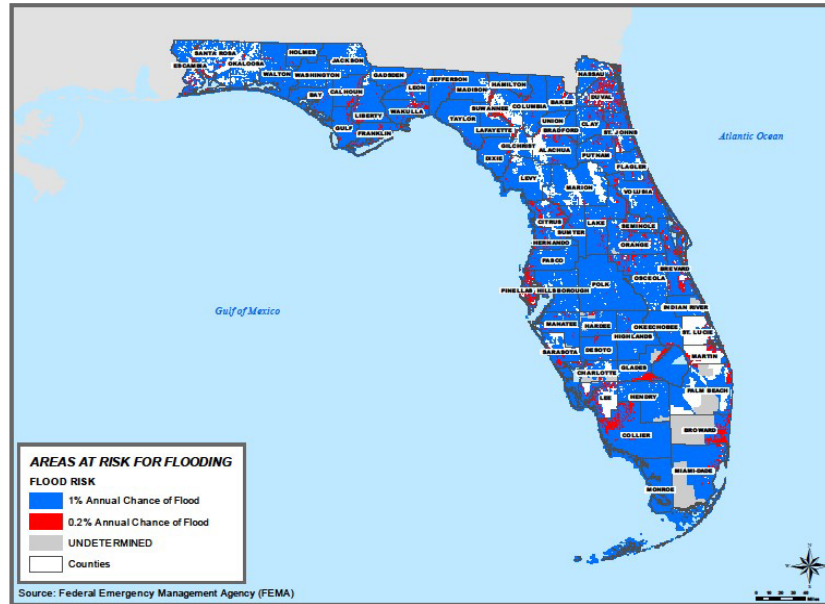 SANTA ROSA
HOLMES
JACKSON
ESCAMBIA
OKALOOSA
WALTON
WASHINGTON
GADSDEN
BAY
CALHOUN
LEON
JEFFERSON
MADISON
HAMILTON
NASSAU
LIBERTY
WAKULLA
TAYLOR
SUWANNEE
COLUMBIA
BAKER
DUVAL
GULF
FRANKLIN
LAFAYETTE
UNION
BRADFORD
CLAY
ST. JOHNS
Atlantic Ocean
DIXIE
GILCHRIST
ALACHUA
PUTNAM
FLAGLER
LEVY
MARION
VOLUSIA
CITRUS
SUMTER
LAKE
SEMINOLE
HERNANDO
ORANGE
PASCO
BREVARD
OSCEOLA
PINELLAS
HILLSBOROUGH
POLK
INDIAN RIVER
Gulf of Mexico
MANATEE
HARDEE
OKEECHOBEE
HIGHLANDS
ST. LUCIE
SARASOTA
DESOTO
MARTIN
CHARLOTTE
GLADES
PALM BEACH
LEE
HENDRY
BROWARD
COLLIER
MIAMI-DADE
MONROE
AREAS AT RISK FOR FLOODING
FLOOD RISK
1% Annual Chance of Flood
0.2% Annual Chance of Flood
UNDETERMINED
Counties
Source: Federal Emergency Management Agency (FEMA)